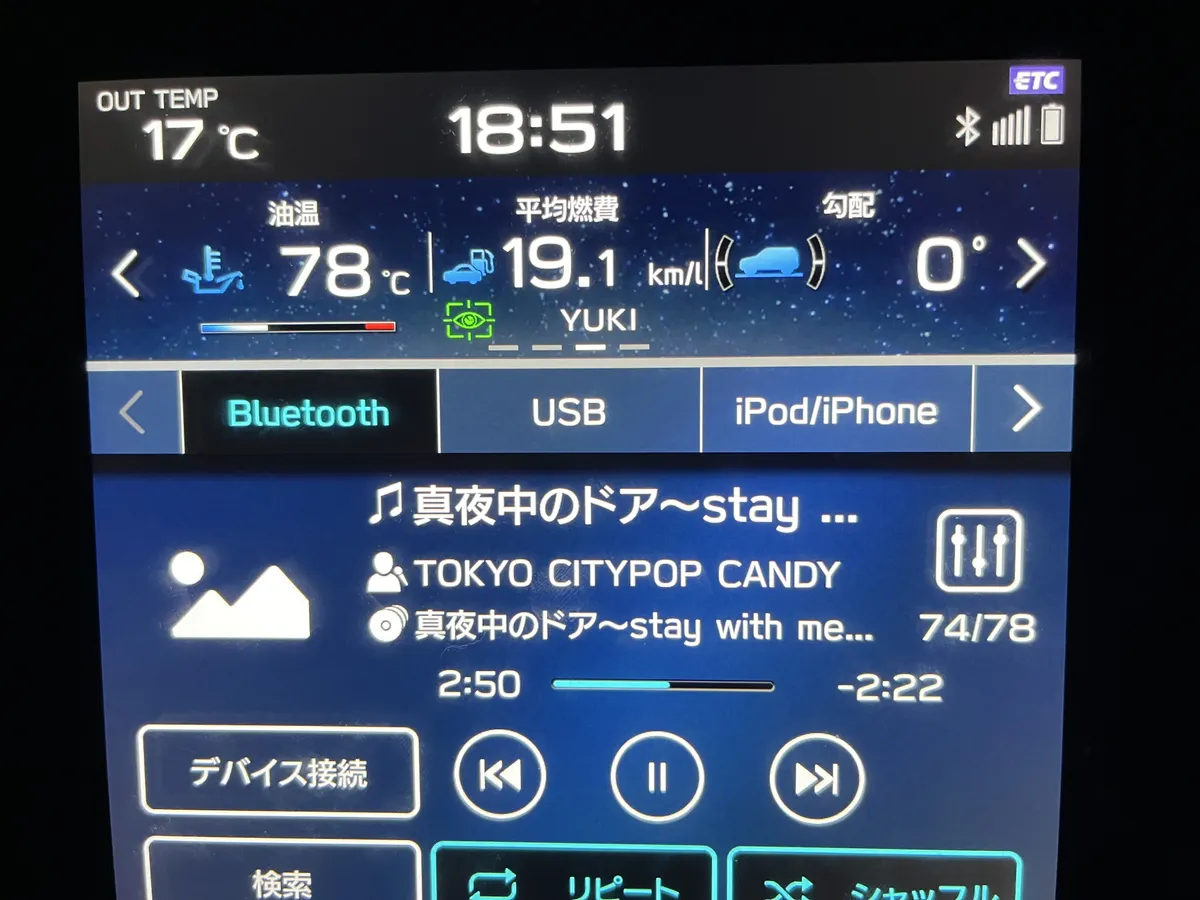 ETC
OUT TEMP
17 ℃
18:51
油温
78 ℃
平均燃費
19.1 km/l
勾配
0°
YUKI
Bluetooth
USB
iPod/iPhone
真夜中のドア～stay ...
TOKYO CITYPOP CANDY
真夜中のドア～stay with me...
74/78
2:50
-2:22
デバイス接続
検索
リピート
シャッフル